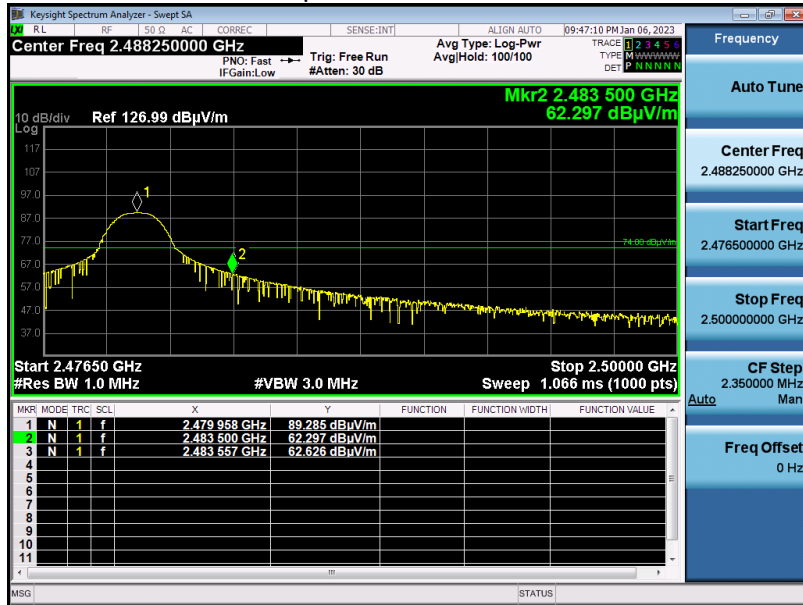 Keysight Spectrum Analyzer - Swept SA
LXI RL RF 50 Ω AC CORREC SENSE:INT ALIGN AUTO 09:47:10 PM Jan 06, 2023
Center Freq 2.488250000 GHz
PNO: Fast
IFGain:Low
Trig: Free Run
#Atten: 30 dB
Avg Type: Log-Pwr
Avg|Hold: 100/100
TRACE 1 2 3 4 5 6
TYPE M WWWWW
DET P N N N N N
Mkr2 2.483 500 GHz
62.297 dBµV/m
10 dB/div Ref 126.99 dBµV/m
Log
117
107
97.0
87.0
77.0
67.0
57.0
47.0
37.0
1
2
74.00 dBµV/m
Start 2.47650 GHz Stop 2.50000 GHz
#Res BW 1.0 MHz #VBW 3.0 MHz Sweep 1.066 ms (1000 pts)
MKR MODE TRC SCL X Y FUNCTION FUNCTION WIDTH FUNCTION VALUE
1 N 1 f 2.479 958 GHz 89.285 dBµV/m
2 N 1 f 2.483 500 GHz 62.297 dBµV/m
3 N 1 f 2.483 557 GHz 62.626 dBµV/m
4
5
6
7
8
9
10
11
MSG STATUS
Frequency
Auto Tune
Center Freq
2.488250000 GHz
Start Freq
2.476500000 GHz
Stop Freq
2.500000000 GHz
CF Step
2.350000 MHz
Auto Man
Freq Offset
0 Hz